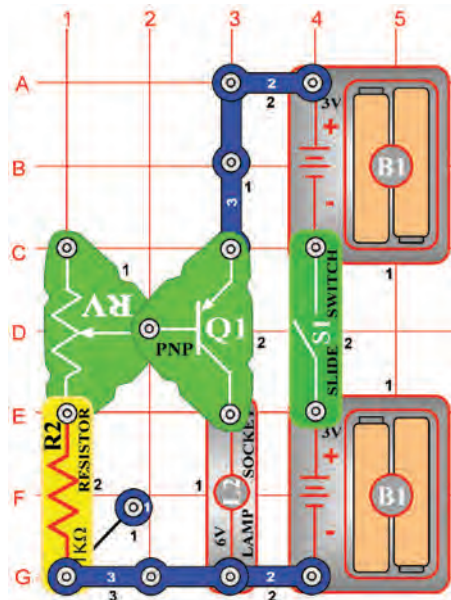 1 2 3 4 5
A
2
2
3V
+
B
1
B1
3
-
C
1
1
RV
Q1
S1
SLIDE SWITCH
D
PNP
2
2
1
E
R2
RESISTOR
SOCKET
3V
+
2
1
L2
B1
F
1
1
6V
LAMP
-
1KΩ
G
3
3
2
2